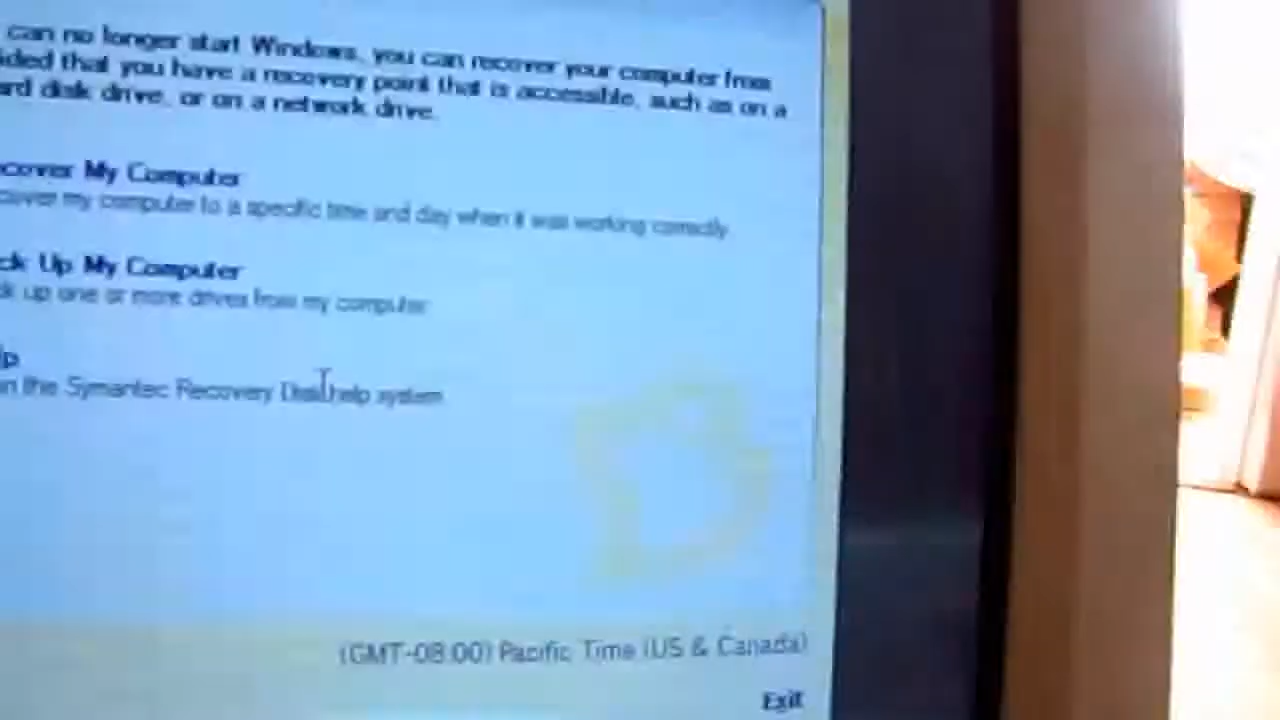 can no longer start Windows, you can recover your computer from
ided that you have a recovery point that is accessible, such as on a
ard disk drive, or on a network drive.
cover My Computer
cover my computer to a specific time and day when it was working correctly
ck Up My Computer
ck up one or more drives from my computer
lp
n the Symantec Recovery Disk help system
(GMT-08:00) Pacific Time (US & Canada)
Exit